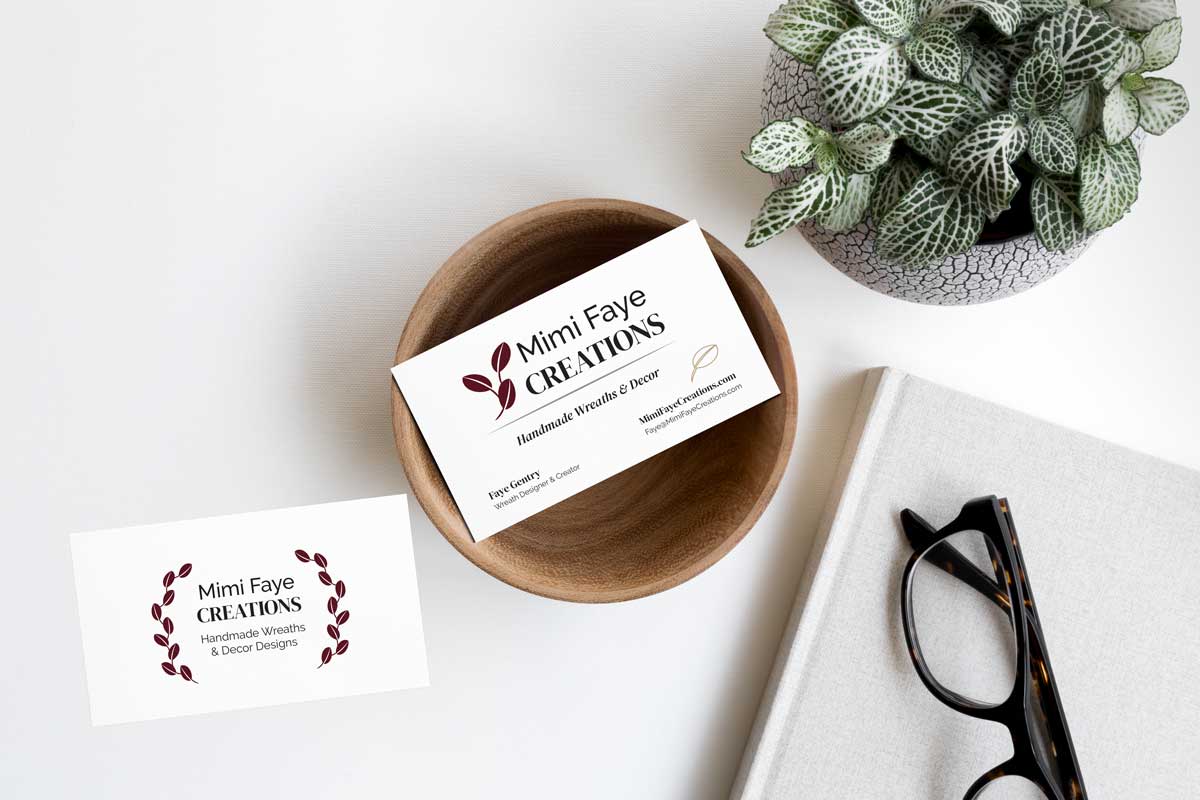 Mimi Faye
CREATIONS
Handmade Wreaths & Decor
MimiFayeCreations.com
Faye@MimiFayeCreations.com
Faye Gentry
Wreath Designer & Creator
Mimi Faye
CREATIONS
Handmade Wreaths
& Decor Designs